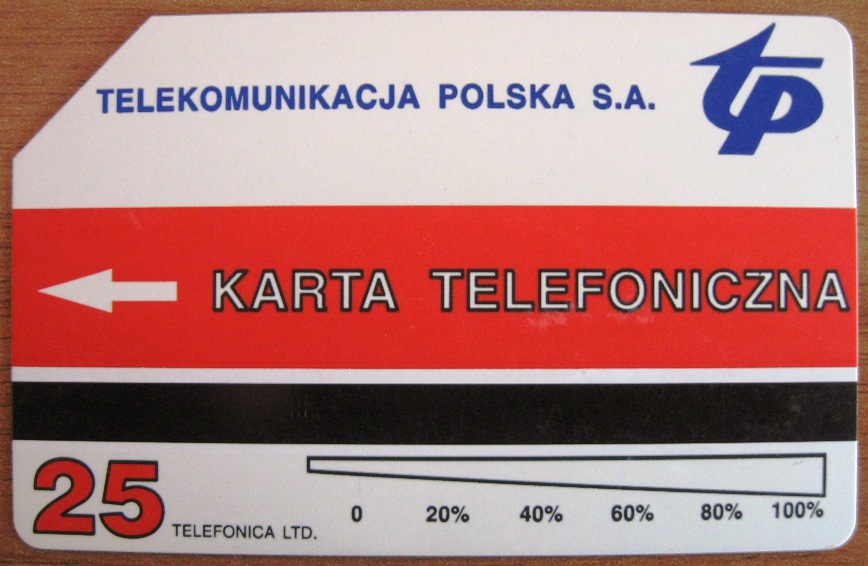 TELEKOMUNIKACJA POLSKA S.A.
tp
KARTA TELEFONICZNA
25
TELEFONICA LTD.
0 20% 40% 60% 80% 100%